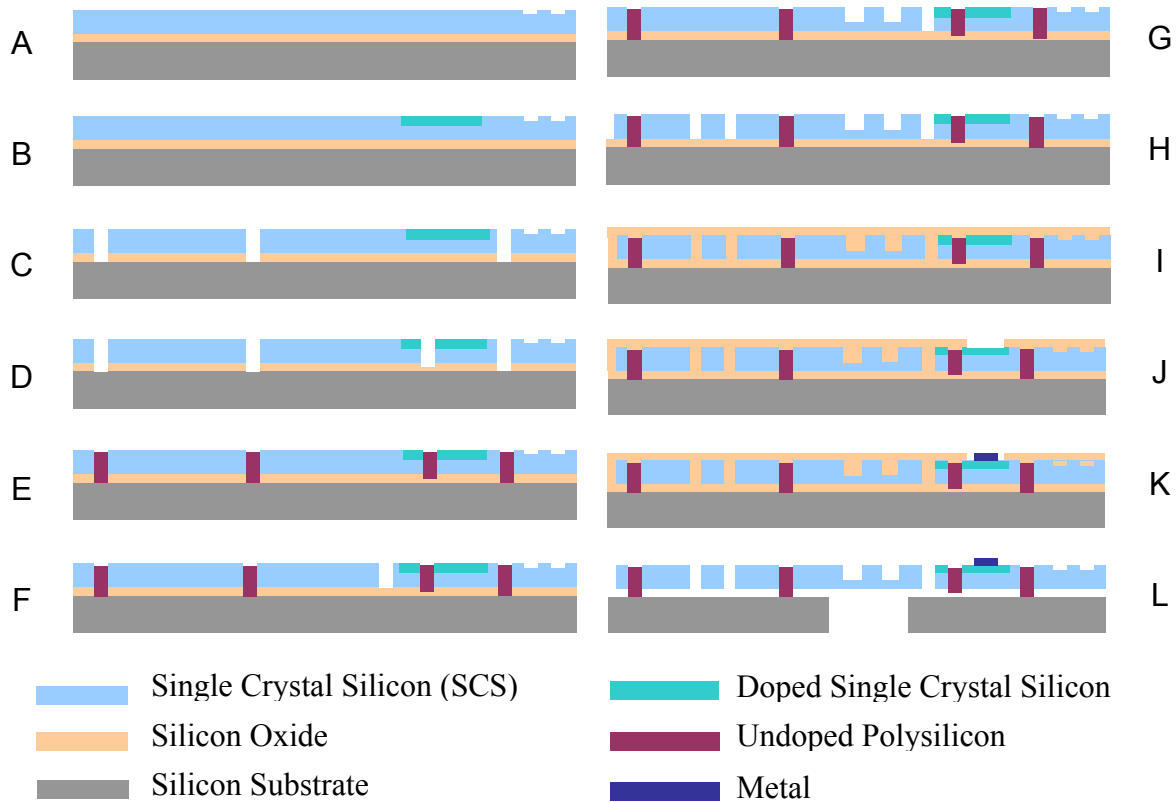 A
B
C
D
E
F
G
H
I
J
K
L
Single Crystal Silicon (SCS)
Silicon Oxide
Silicon Substrate
Doped Single Crystal Silicon
Undoped Polysilicon
Metal